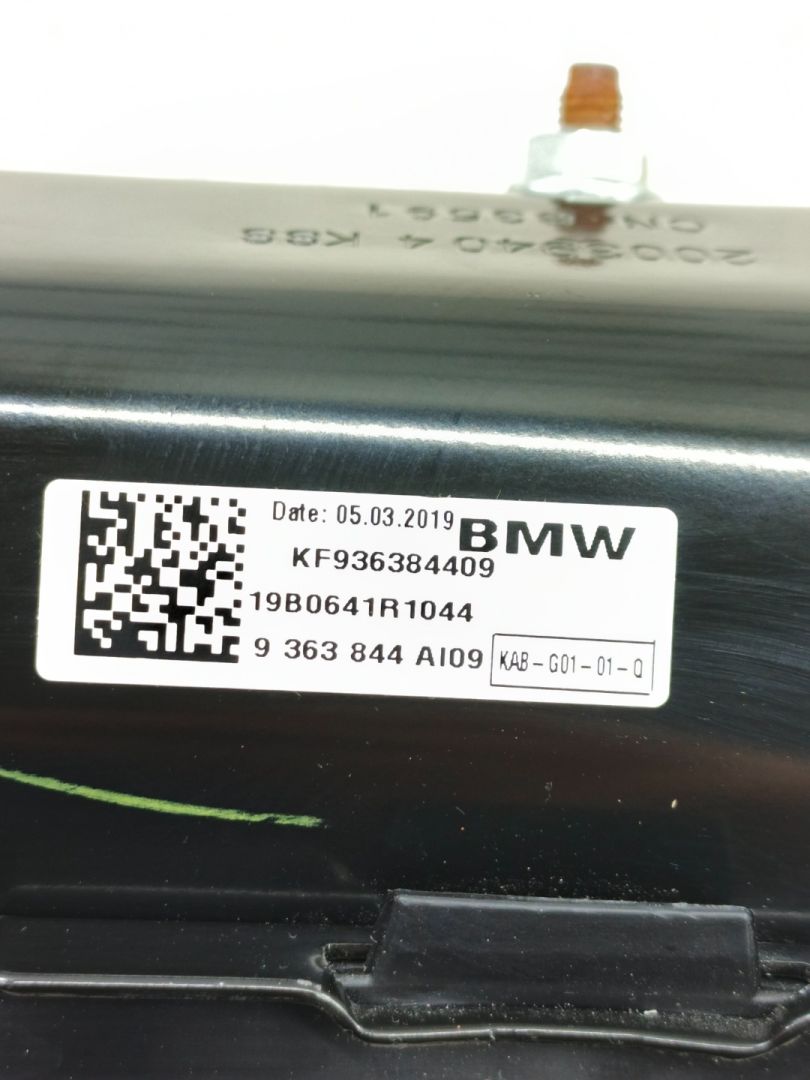 Date: 05.03.2019 BMW
KF936384409
19B0641R1044
9 363 844 AI09 KAB-G01-01-Q